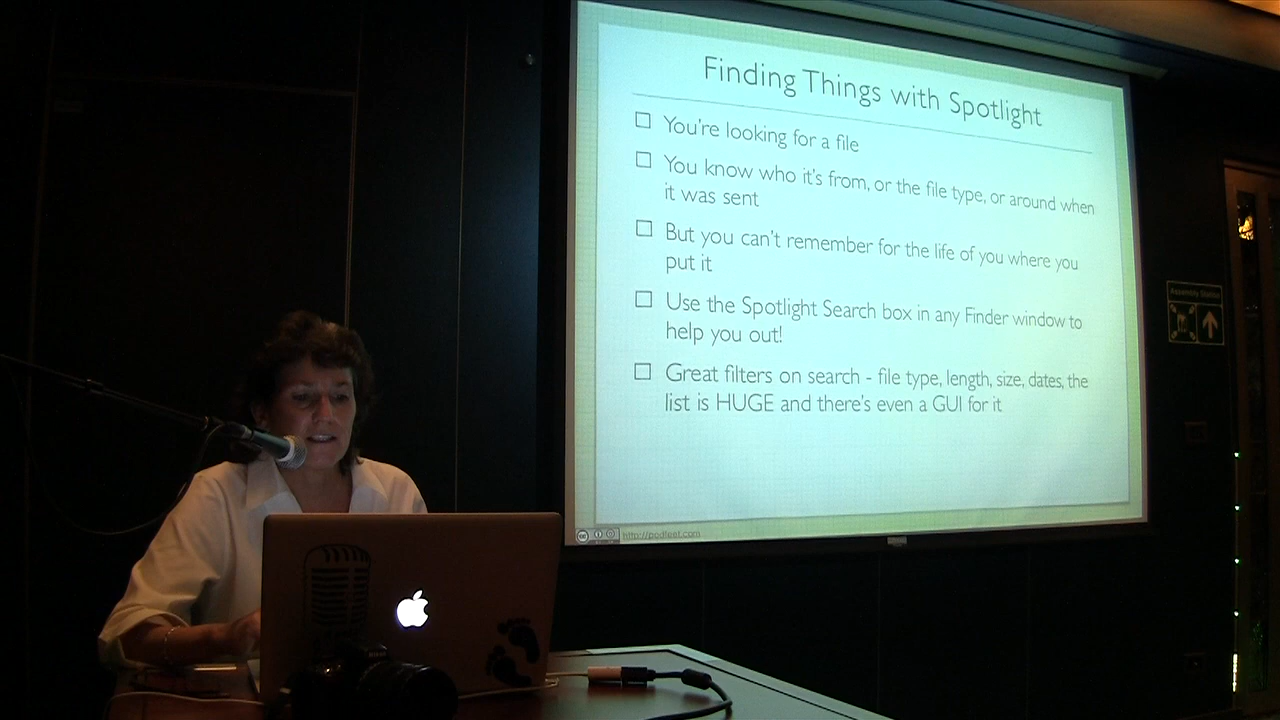 Finding Things with Spotlight
You're looking for a file
You know who it's from, or the file type, or around when
it was sent
But you can't remember for the life of you where you
put it
Use the Spotlight Search box in any Finder window to
help you out!
Great filters on search - file type, length, size, dates, the
list is HUGE and there's even a GUI for it
cc
http://podfeet.com
Assembly Station